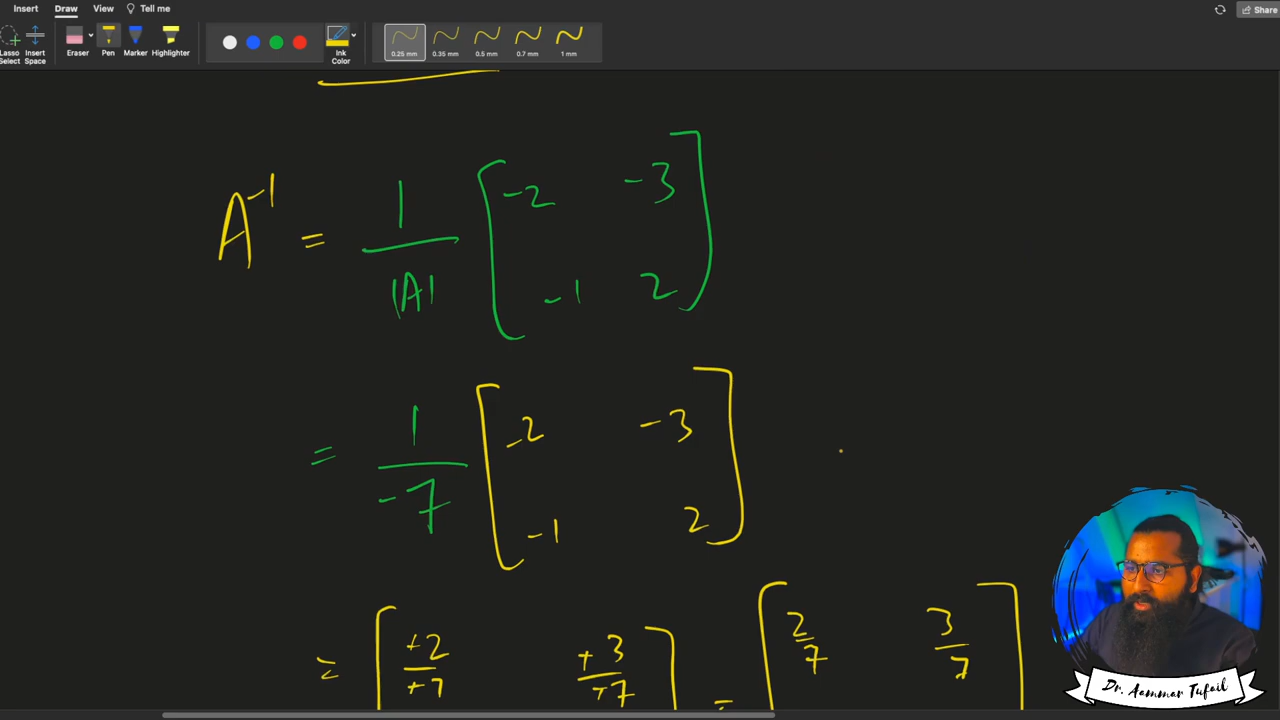 Insert Draw View Tell me Share
Lasso Select Insert Space Eraser Pen Marker Highlighter Ink Color 0.25 mm 0.35 mm 0.5 mm 0.7 mm 1 mm
A⁻¹ = 1/|A| [-2 -3
-1 2]
= 1/-7 [-2 -3
-1 2]
= [+2/+7 +3/+7] = [2/7 3/7]
Dr. Aammar Tufail